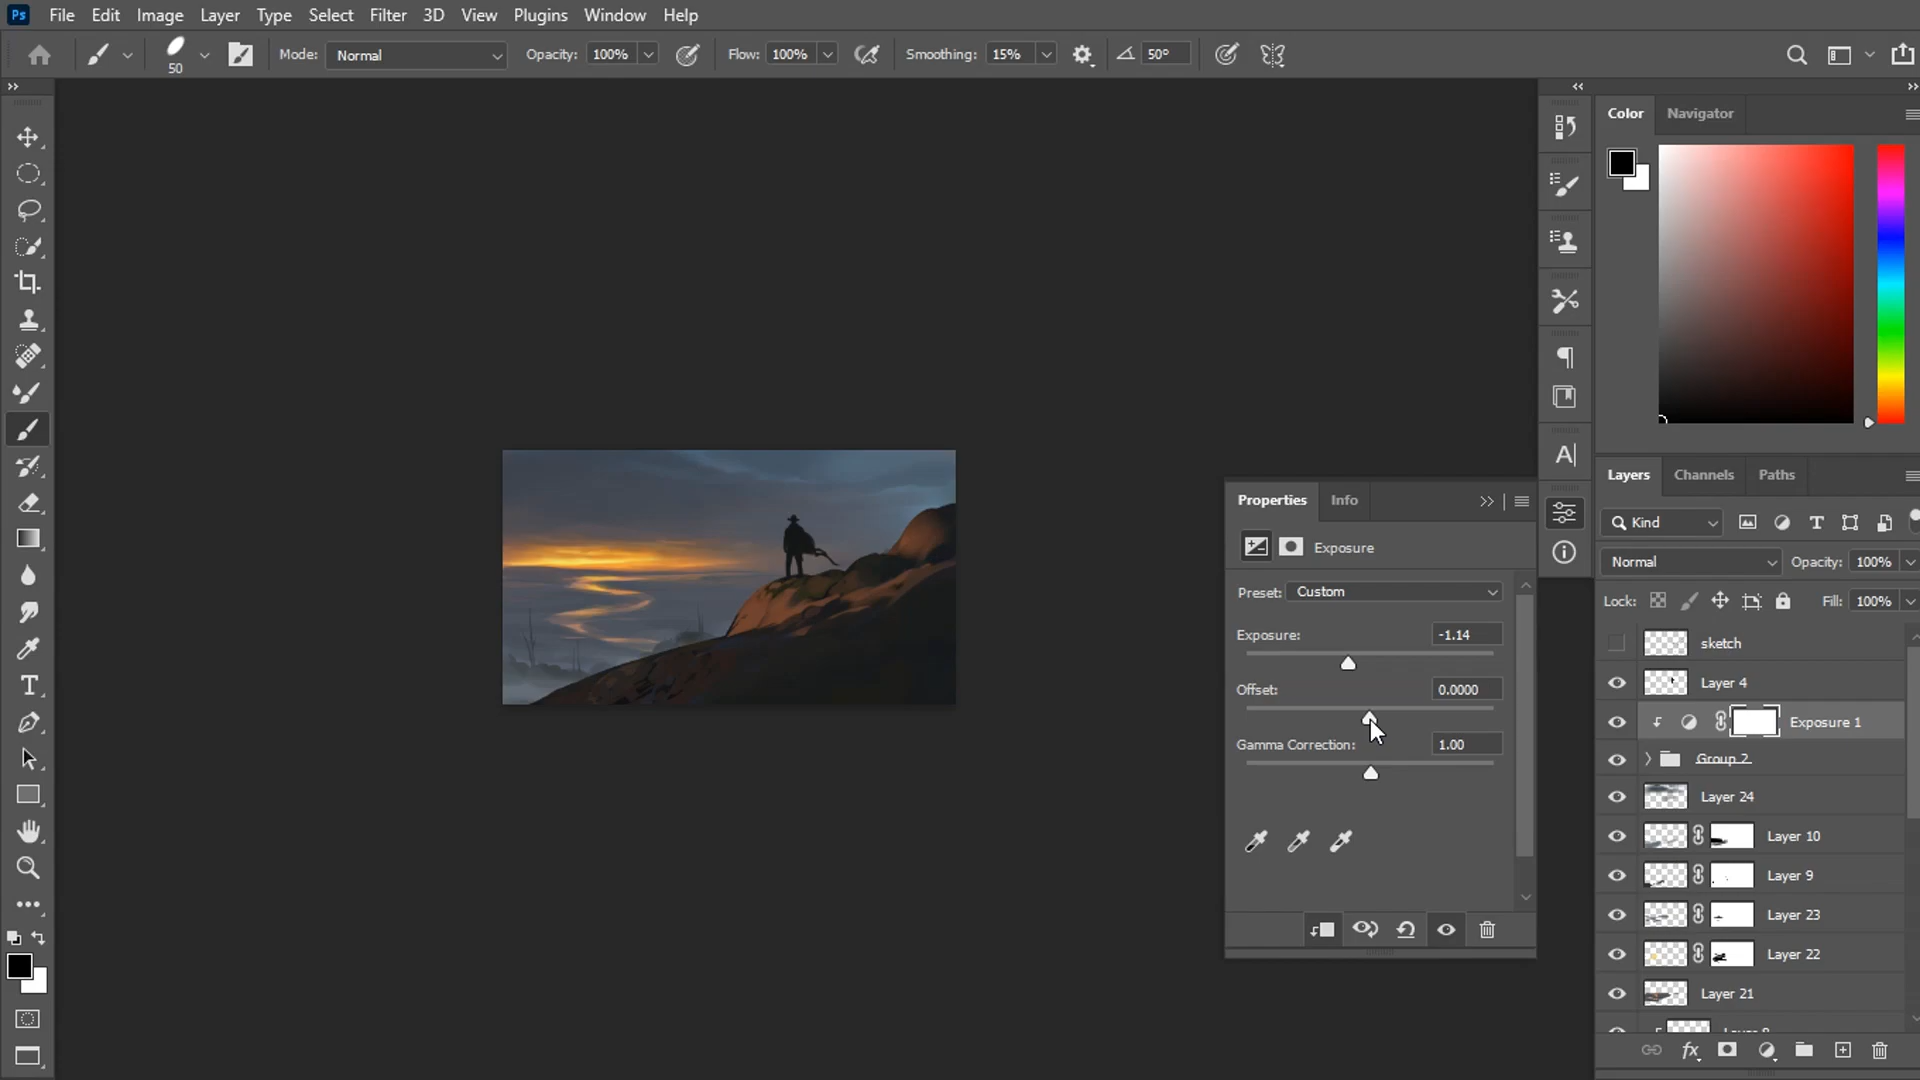 Ps File Edit Image Layer Type Select Filter 3D View Plugins Window Help
50 Mode: Normal Opacity: 100% Flow: 100% Smoothing: 15% 50°
Color Navigator
Layers Channels Paths
Kind
Normal Opacity: 100%
Lock: Fill: 100%
sketch
Layer 4
Exposure 1
Group 2
Layer 24
Layer 10
Layer 9
Layer 23
Layer 22
Layer 21
fx
Properties Info
Exposure
Preset: Custom
Exposure: -1.14
Offset: 0.0000
Gamma Correction: 1.00